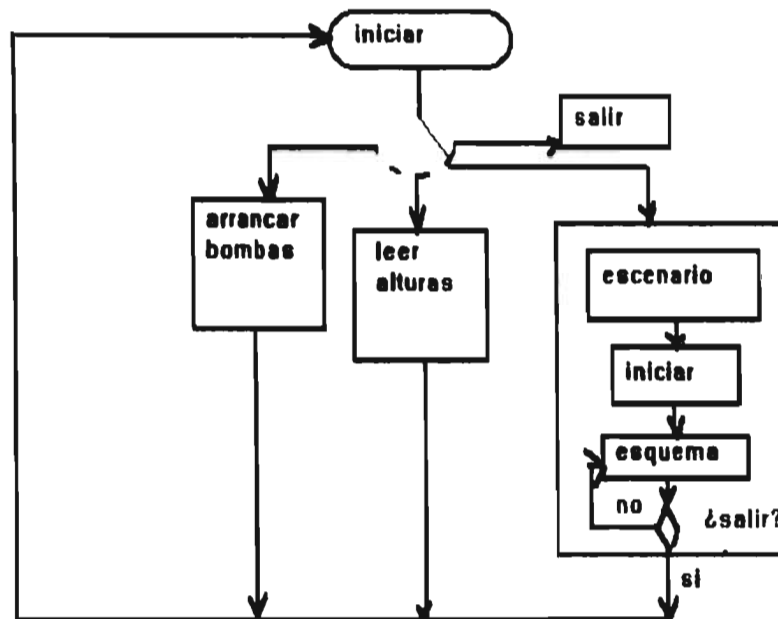 iniciar
salir
arrancar
bombas
leer
alturas
escenario
iniciar
esquema
no
¿salir?
si